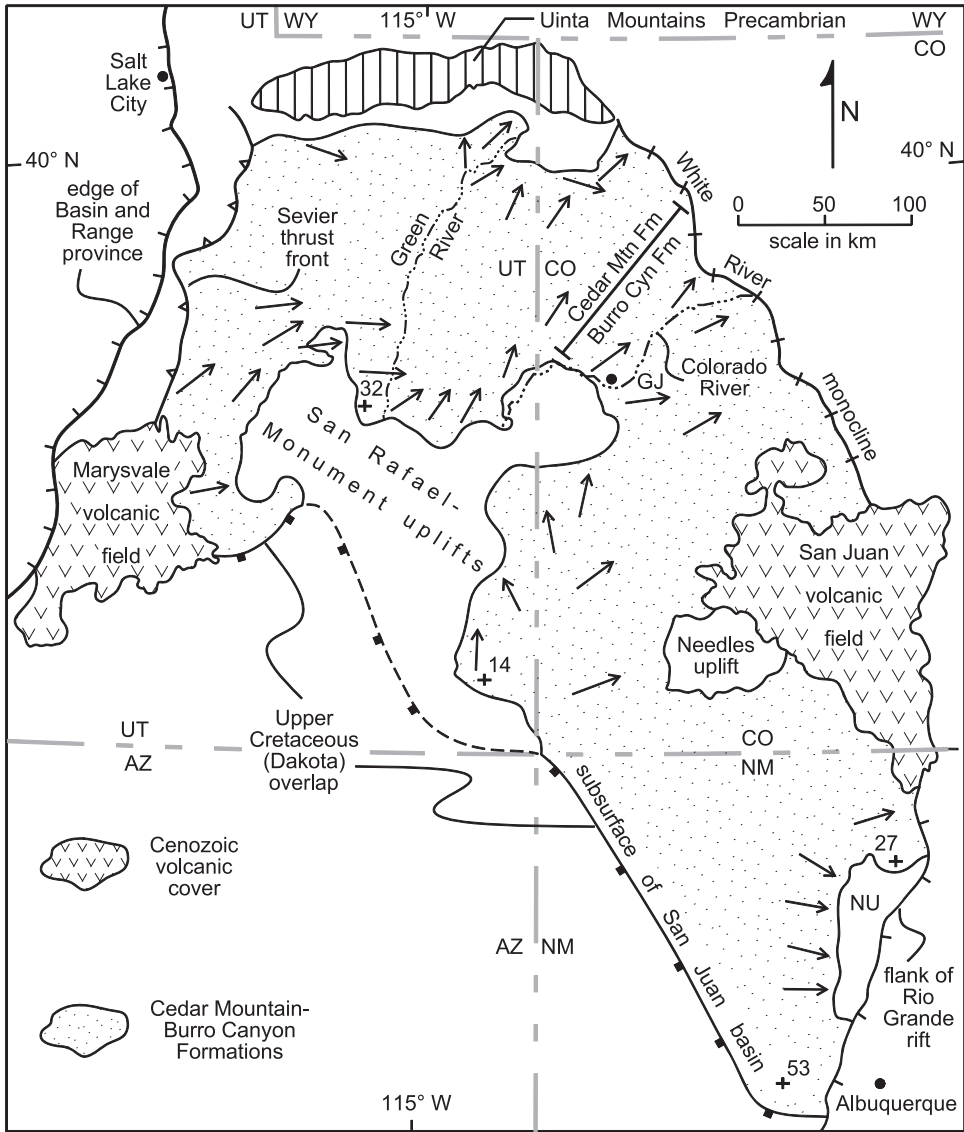 UT WY
115° W
Uinta Mountains Precambrian
WY
CO
Salt
Lake
City
N
40° N
40° N
edge of
Basin and
Range
province
Sevier
thrust
front
Green
River
White
River
monocline
0 50 100
scale in km
UT CO
Cedar Mtn Fm
Burro Cyn Fm
GJ
Colorado
River
32
San Rafael-
Monument uplifts
Marysvale
volcanic
field
San Juan
volcanic
field
Needles
uplift
14
Upper
Cretaceous
(Dakota)
overlap
UT
AZ
CO
NM
subsurface of San Juan basin
Cenozoic
volcanic
cover
27
NU
AZ NM
flank of
Rio
Grande
rift
Cedar Mountain-
Burro Canyon
Formations
53
Albuquerque
115° W